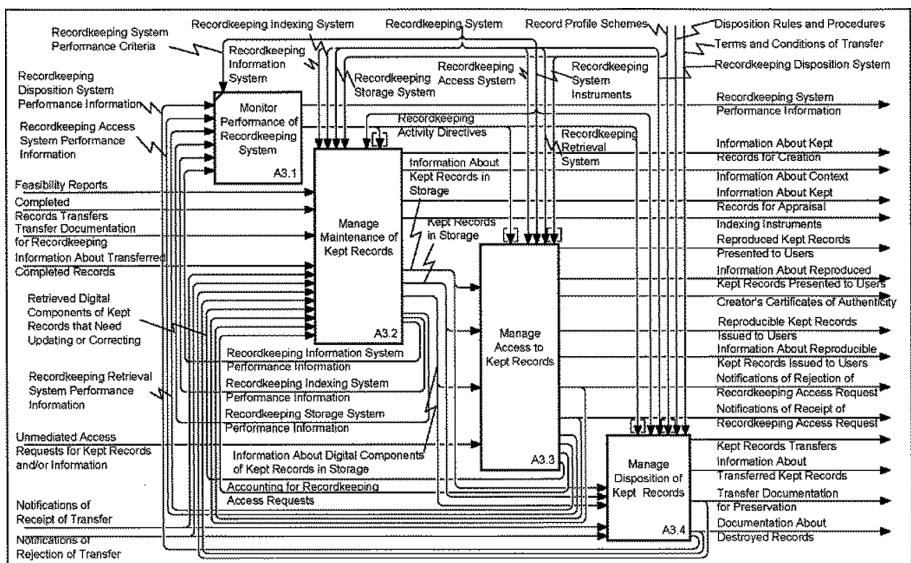 Recordkeeping Indexing System
Recordkeeping System
Record Profile Schemes
Disposition Rules and Procedures
Recordkeeping System
Performance Criteria
Recordkeeping
Information
System
Terms and Conditions of Transfer
Recordkeeping Disposition System
Recordkeeping
Storage System
Recordkeeping
Access System
Recordkeeping
System
Instruments
Recordkeeping
Disposition System
Performance Information
Monitor
Performance of
Recordkeeping
System
A3.1
Recordkeeping System
Performance Information
Recordkeeping Access
System Performance
Information
Recordkeeping
Activity Directives
Recordkeeping
Retrieval
System
Information About Kept
Records for Creation
Information About
Kept Records in
Storage
Information About Context
Feasibility Reports
Information About Kept
Records for Appraisal
Completed
Records Transfers
Indexing Instruments
Transfer Documentation
for Recordkeeping
Manage
Maintenance of
Kept Records
A3.2
Kept Records
in Storage
Reproduced Kept Records
Presented to Users
Information About Transferred
Completed Records
Information About Reproduced
Kept Records Presented to Users
Creator's Certificates of Authenticity
Retrieved Digital
Components of Kept
Records that Need
Updating or Correcting
Manage
Access to
Kept Records
A3.3
Reproducible Kept Records
Issued to Users
Recordkeeping Information System
Performance Information
Information About Reproducible
Kept Records Issued to Users
Recordkeeping Retrieval
System Performance
Information
Recordkeeping Indexing System
Performance Information
Notifications of Rejection of
Recordkeeping Access Request
Recordkeeping Storage System
Performance Information
Notifications of Receipt of
Recordkeeping Access Request
Unmediated Access
Requests for Kept Records
and/or Information
Kept Records Transfers
Information About Digital Components
of Kept Records in Storage
Manage
Disposition of
Kept Records
A3.4
Information About
Transferred Kept Records
Accounting for Recordkeeping
Access Requests
Transfer Documentation
for Preservation
Notifications of
Receipt of Transfer
Documentation About
Destroyed Records
Notifications of
Rejection of Transfer